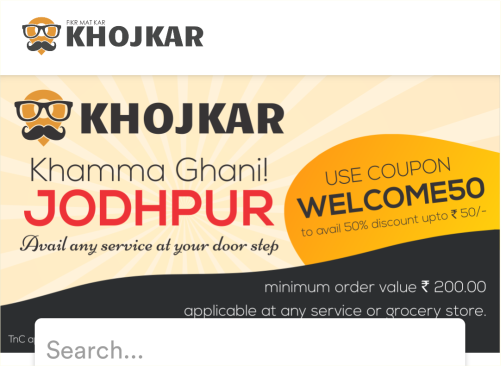 FIKR MAT KAR
KHOJKAR
KHOJKAR
Khamma Ghani!
JODHPUR
Avail any service at your door step
USE COUPON
WELCOME50
to avail 50% discount upto ₹ 50/-
minimum order value ₹ 200.00
applicable at any service or grocery store.
TnC
Search...